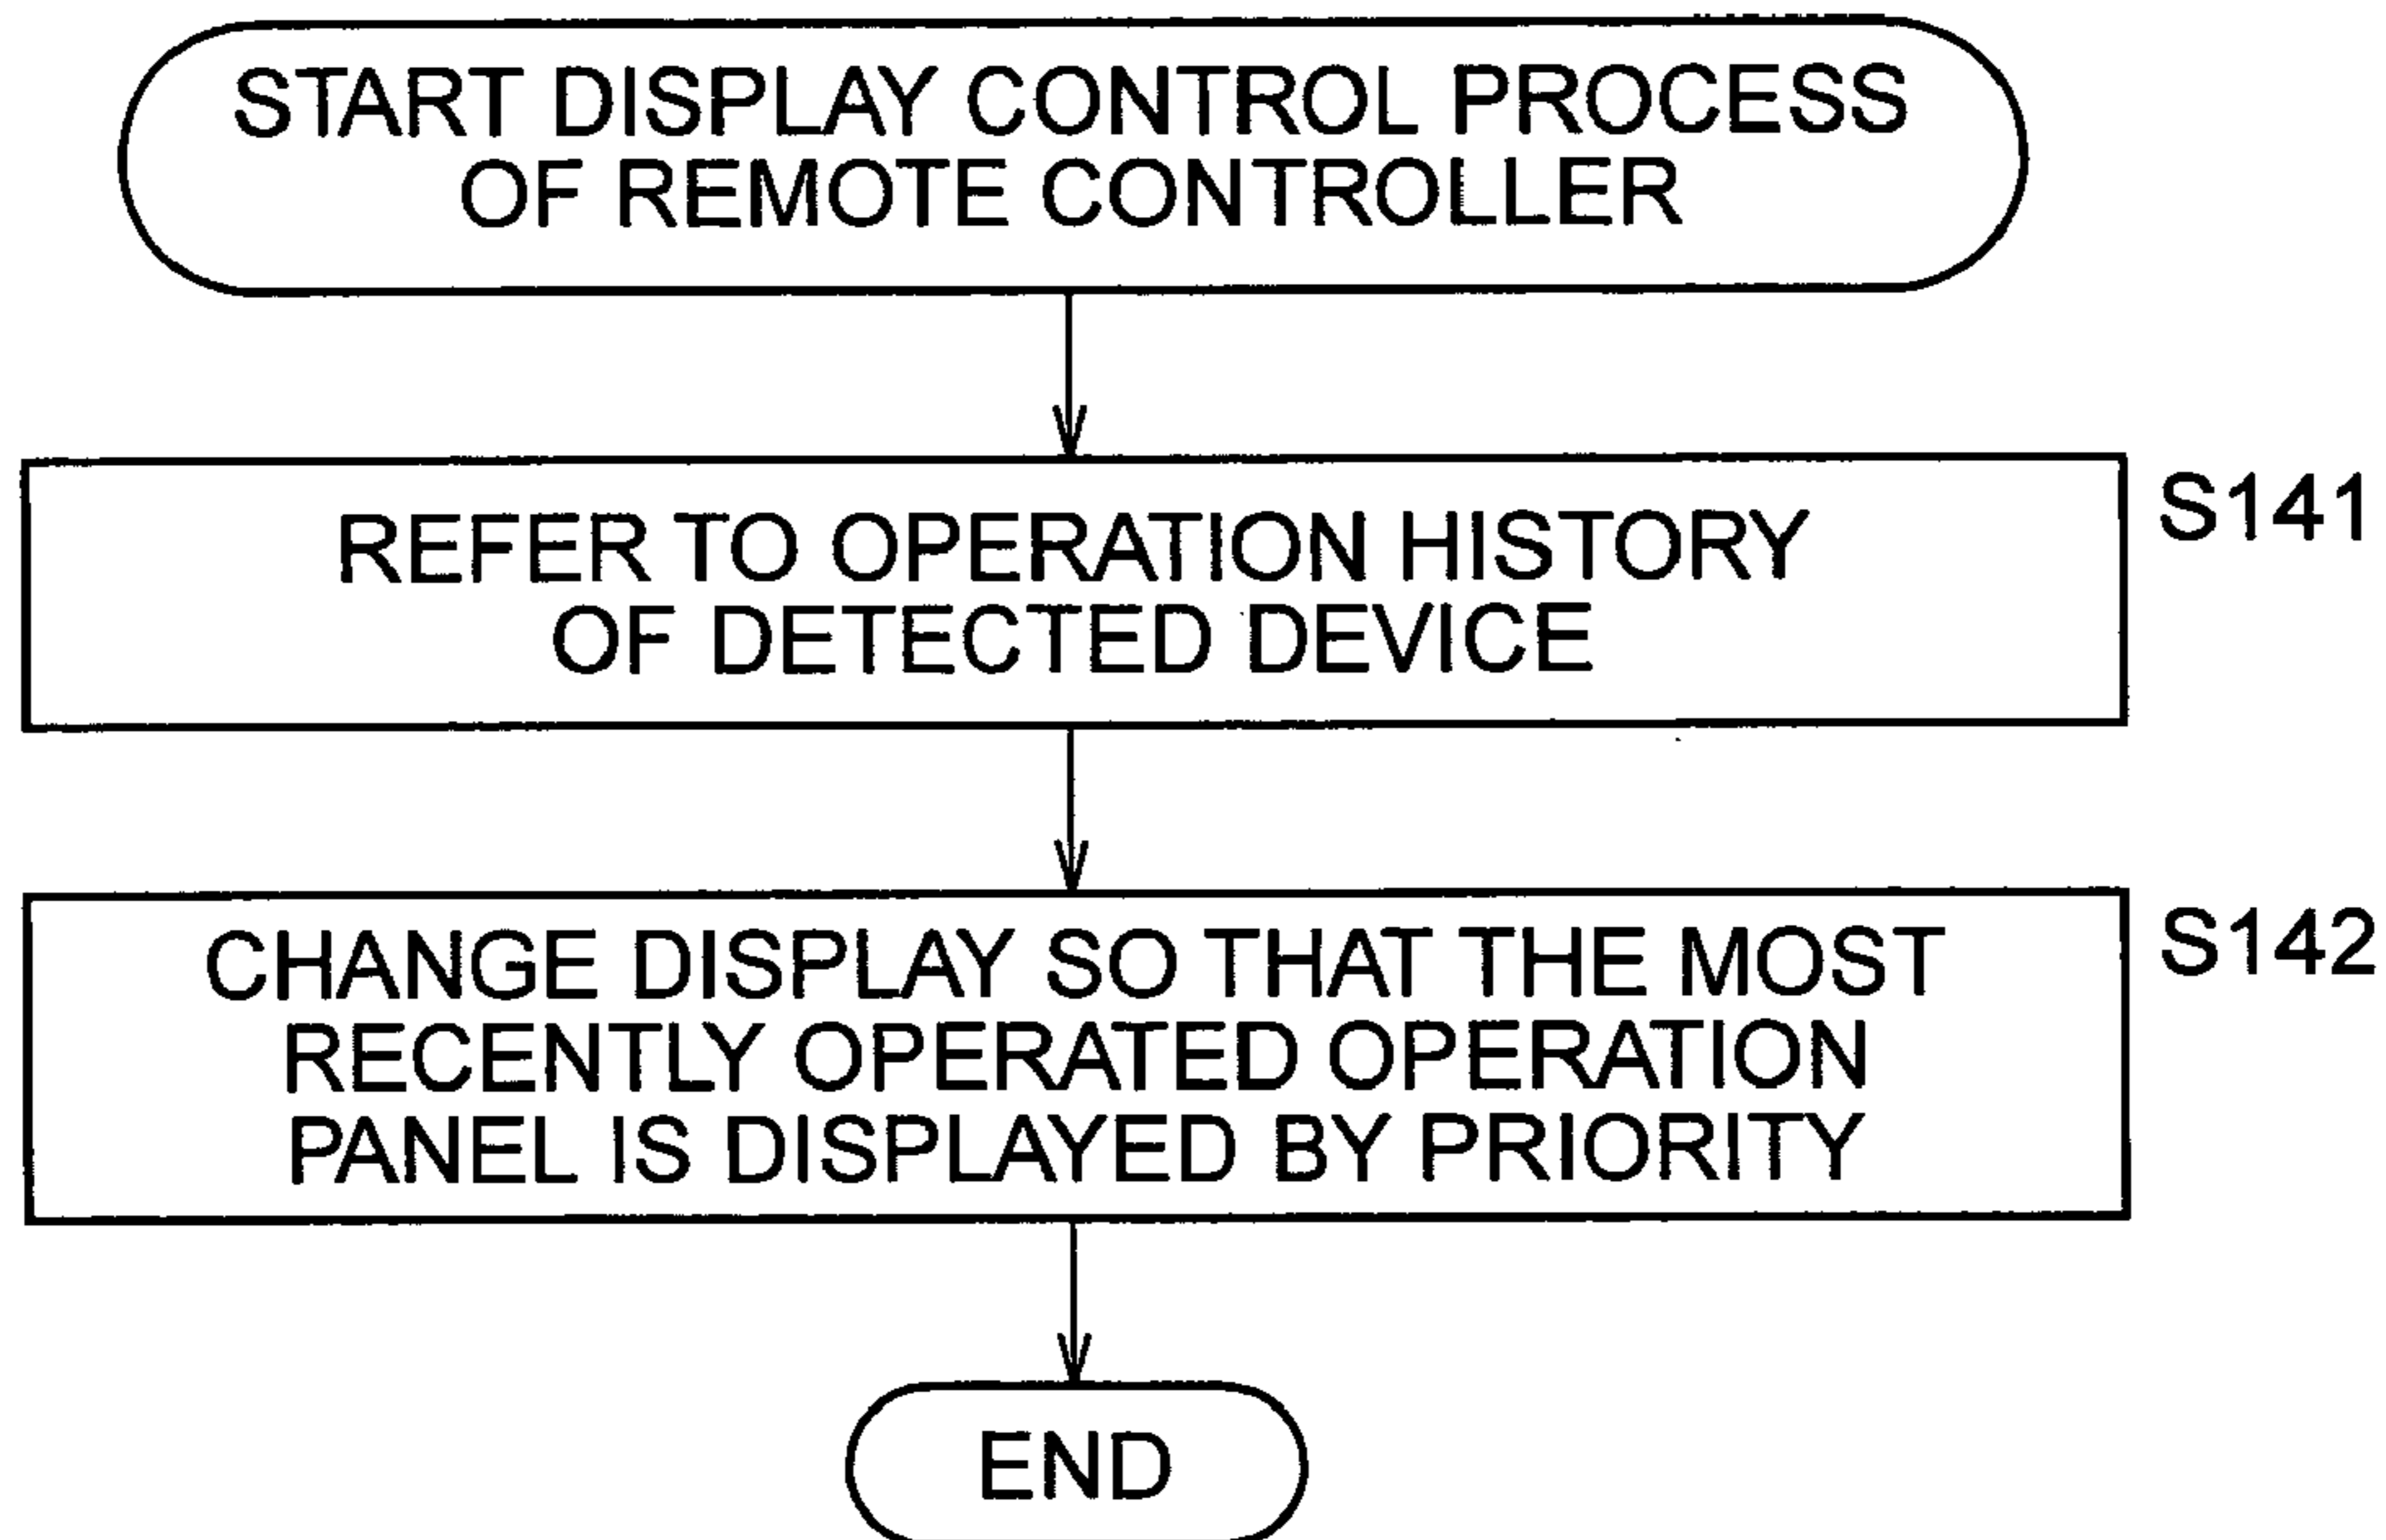 START DISPLAY CONTROL PROCESS
OF REMOTE CONTROLLER
REFER TO OPERATION HISTORY
OF DETECTED DEVICE
S141
CHANGE DISPLAY SO THAT THE MOST
RECENTLY OPERATED OPERATION
PANEL IS DISPLAYED BY PRIORITY
S142
END